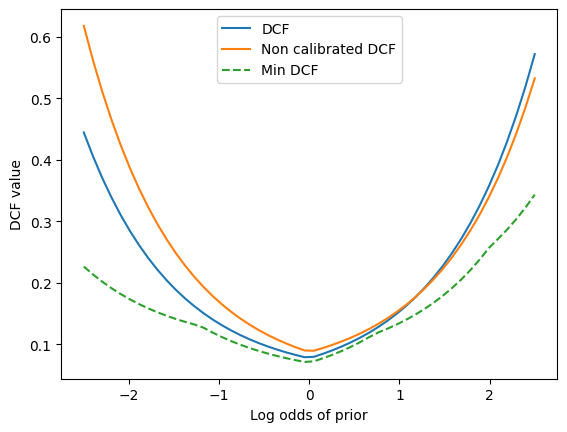 DCF
Non calibrated DCF
Min DCF
0.6
0.5
0.4
0.3
0.2
0.1
DCF value
−2
−1
0
1
2
Log odds of prior